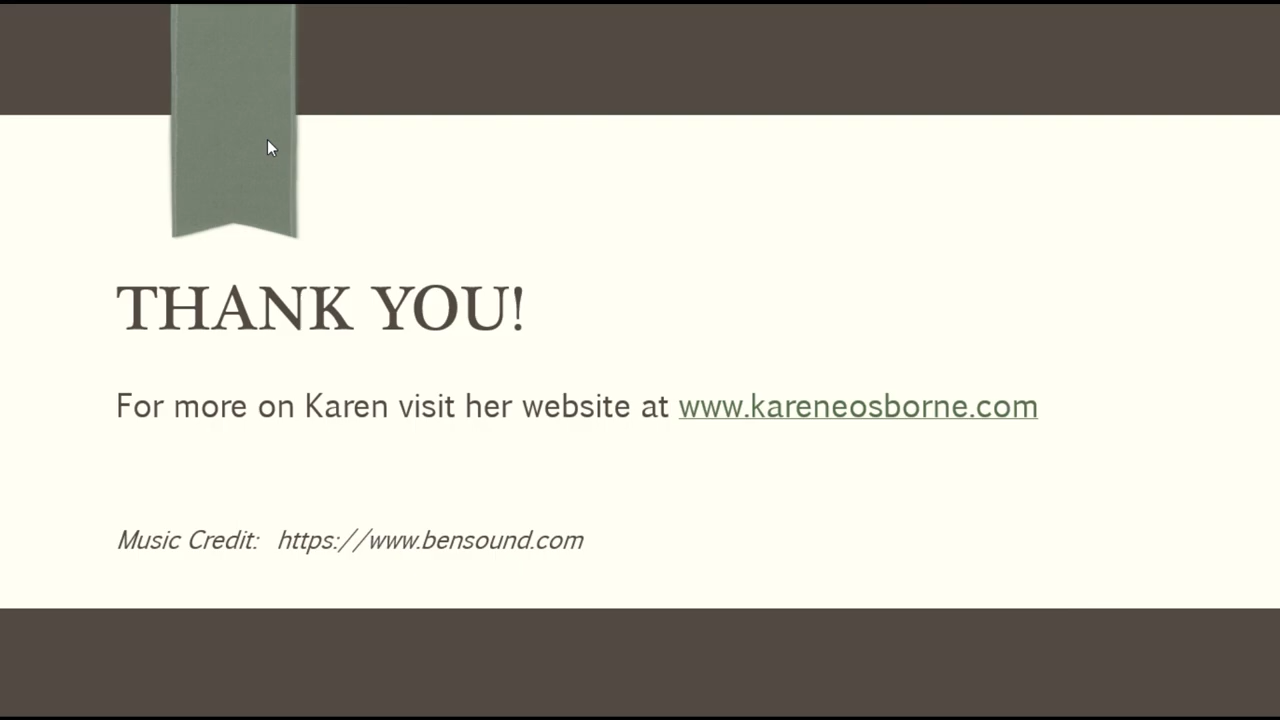 THANK YOU!
For more on Karen visit her website at www.kareneosborne.com
Music Credit: https://www.bensound.com